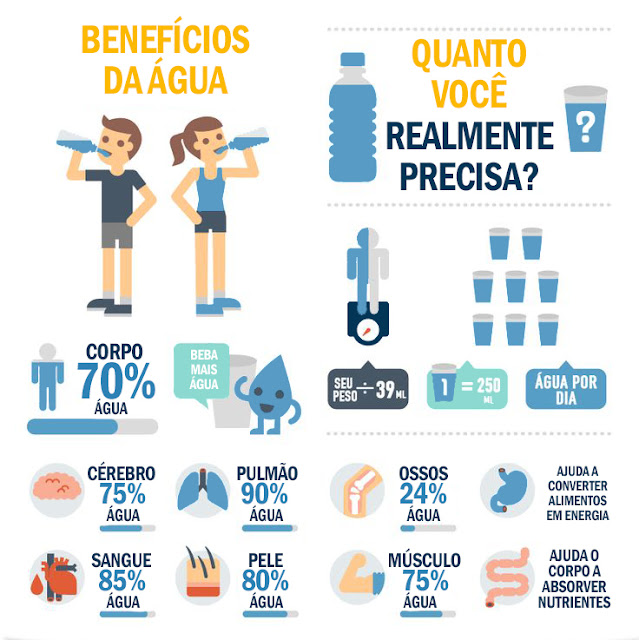 BENEFÍCIOS
DA ÁGUA
QUANTO
VOCÊ
REALMENTE
PRECISA?
?
CORPO
70%
ÁGUA
BEBA
MAIS
ÁGUA
SEU
PESO ÷ 39 ML
1 = 250
ML
ÁGUA POR
DIA
CÉREBRO
75%
ÁGUA
PULMÃO
90%
ÁGUA
OSSOS
24%
ÁGUA
AJUDA A
CONVERTER
ALIMENTOS
EM ENERGIA
SANGUE
85%
ÁGUA
PELE
80%
ÁGUA
MÚSCULO
75%
ÁGUA
AJUDA O
CORPO A
ABSORVER
NUTRIENTES